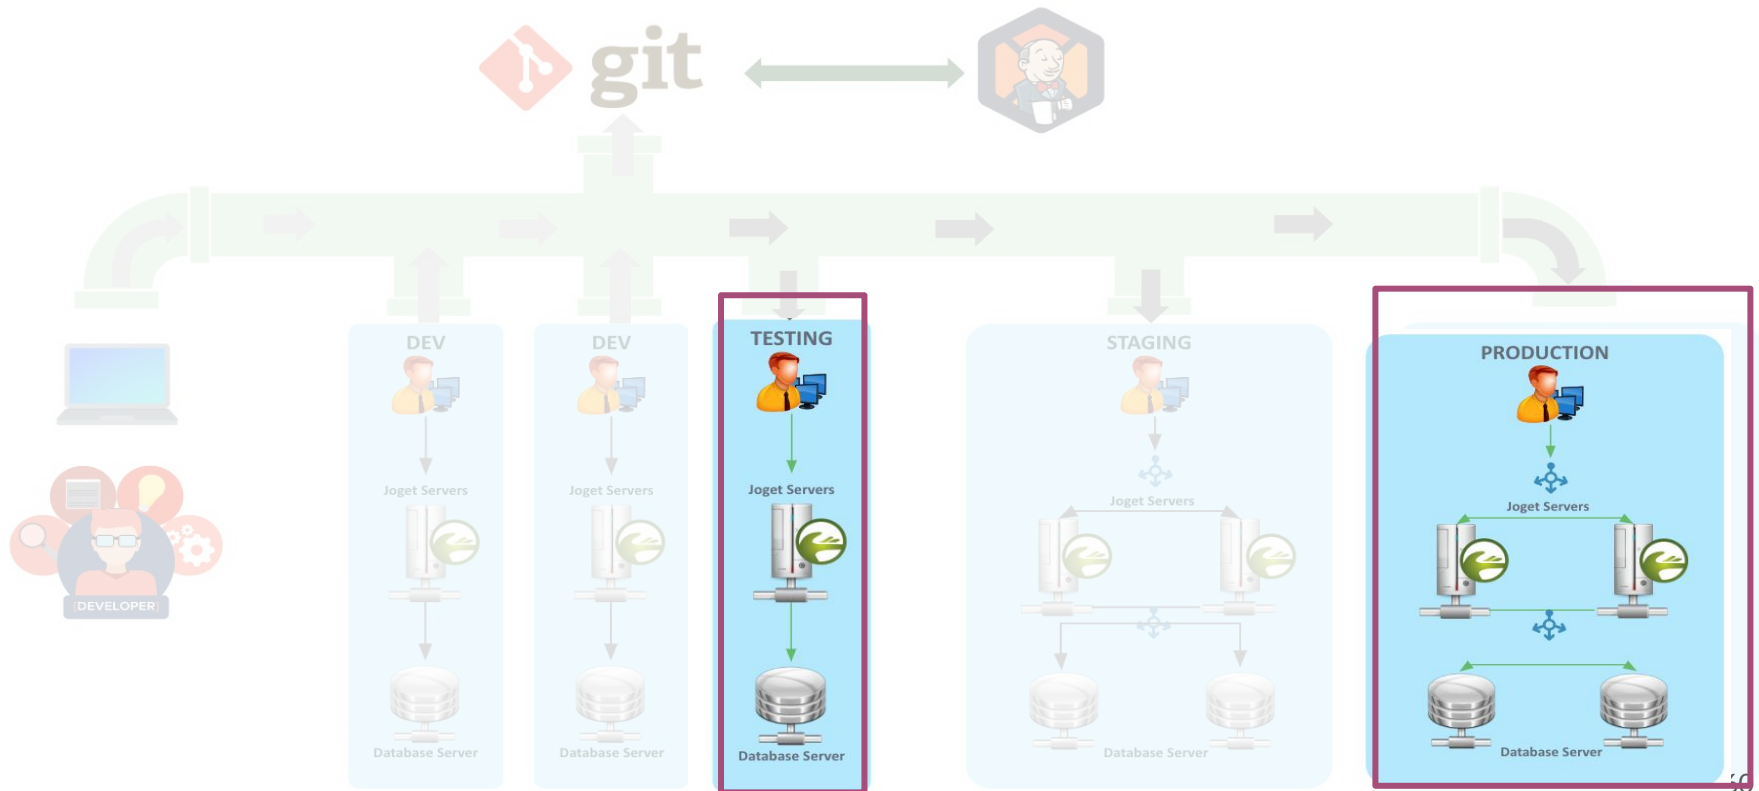 git
DEV
DEV
TESTING
STAGING
PRODUCTION
Joget Servers
Joget Servers
Joget Servers
Joget Servers
Joget Servers
[DEVELOPER]
Database Server
Database Server
Database Server
Database Server
Database Server